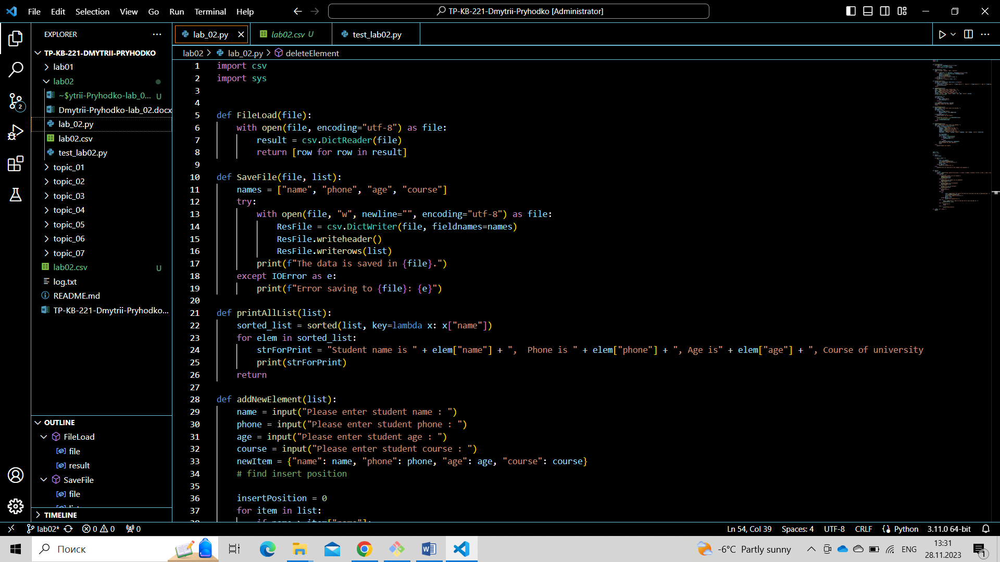 File Edit Selection View Go Run Terminal Help
TP-KB-221-Dmytrii-Pryhodko [Administrator]
EXPLORER
TP-KB-221-DMYTRII-PRYHODKO
lab01
lab02
~$ytrii-Pryhodko-lab_0... U
Dmytrii-Pryhodko-lab_02.docx
lab_02.py
lab02.csv
test_lab02.py
topic_01
topic_02
topic_03
topic_04
topic_05
topic_06
topic_07
lab02.csv U
log.txt
README.md
TP-KB-221-Dmytrii-Pryhodko...
OUTLINE
FileLoad
file
result
SaveFile
file
TIMELINE
lab_02.py lab02.csv U test_lab02.py
lab02 > lab_02.py > deleteElement
1 import csv
2 import sys
3
4
5 def FileLoad(file):
6 with open(file, encoding="utf-8") as file:
7 result = csv.DictReader(file)
8 return [row for row in result]
9
10 def SaveFile(file, list):
11 names = ["name", "phone", "age", "course"]
12 try:
13 with open(file, "w", newline="", encoding="utf-8") as file:
14 ResFile = csv.DictWriter(file, fieldnames=names)
15 ResFile.writeheader()
16 ResFile.writerows(list)
17 print(f"The data is saved in {file}.")
18 except IOError as e:
19 print(f"Error saving to {file}: {e}")
20
21 def printAllList(list):
22 sorted_list = sorted(list, key=lambda x: x["name"])
23 for elem in sorted_list:
24 strForPrint = "Student name is " + elem["name"] + ",  Phone is " + elem["phone"] + ", Age is" + elem["age"] + ", Course of university
25 print(strForPrint)
26 return
27
28 def addNewElement(list):
29 name = input("Please enter student name : ")
30 phone = input("Please enter student phone : ")
31 age = input("Please enter student age : ")
32 course = input("Please enter student course : ")
33 newItem = {"name": name, "phone": phone, "age": age, "course": course}
34 # find insert position
35
36 insertPosition = 0
37 for item in list:
38 if name > item["name"]:
lab02* 0 0 0
Ln 54, Col 39 Spaces: 4 UTF-8 CRLF Python 3.11.0 64-bit
Поиск
-6°C Partly sunny
ENG
13:31
28.11.2023
1